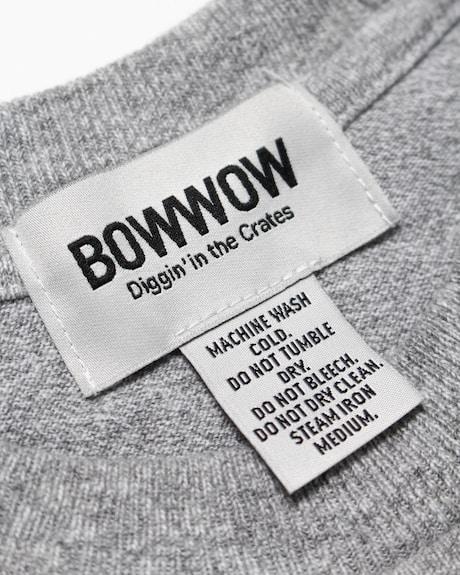 BOWWOW
Diggin' in the Crates
MACHINE WASH
COLD.
DO NOT TUMBLE
DRY.
DO NOT BLEECH.
DO NOT DRY CLEAN.
STEAM IRON
MEDIUM.